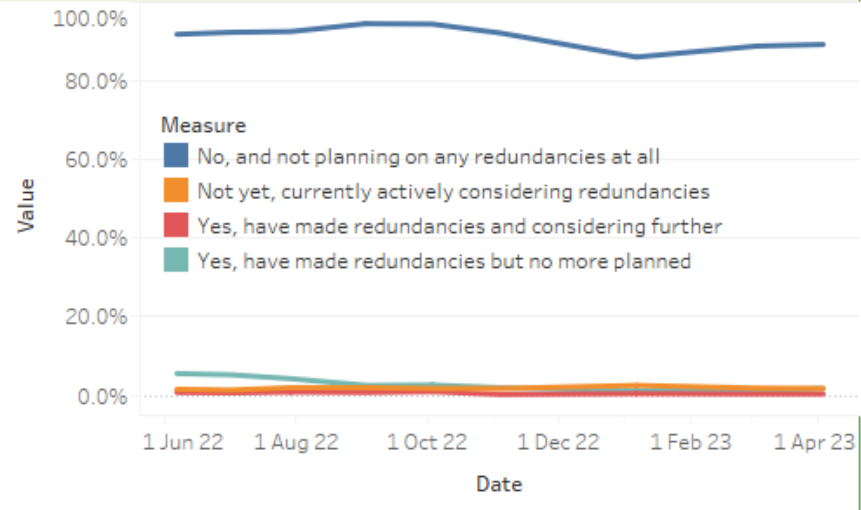 100.0%
80.0%
60.0%
40.0%
20.0%
0.0%
Value
Measure
No, and not planning on any redundancies at all
Not yet, currently actively considering redundancies
Yes, have made redundancies and considering further
Yes, have made redundancies but no more planned
1 Jun 22 1 Aug 22 1 Oct 22 1 Dec 22 1 Feb 23 1 Apr 23
Date